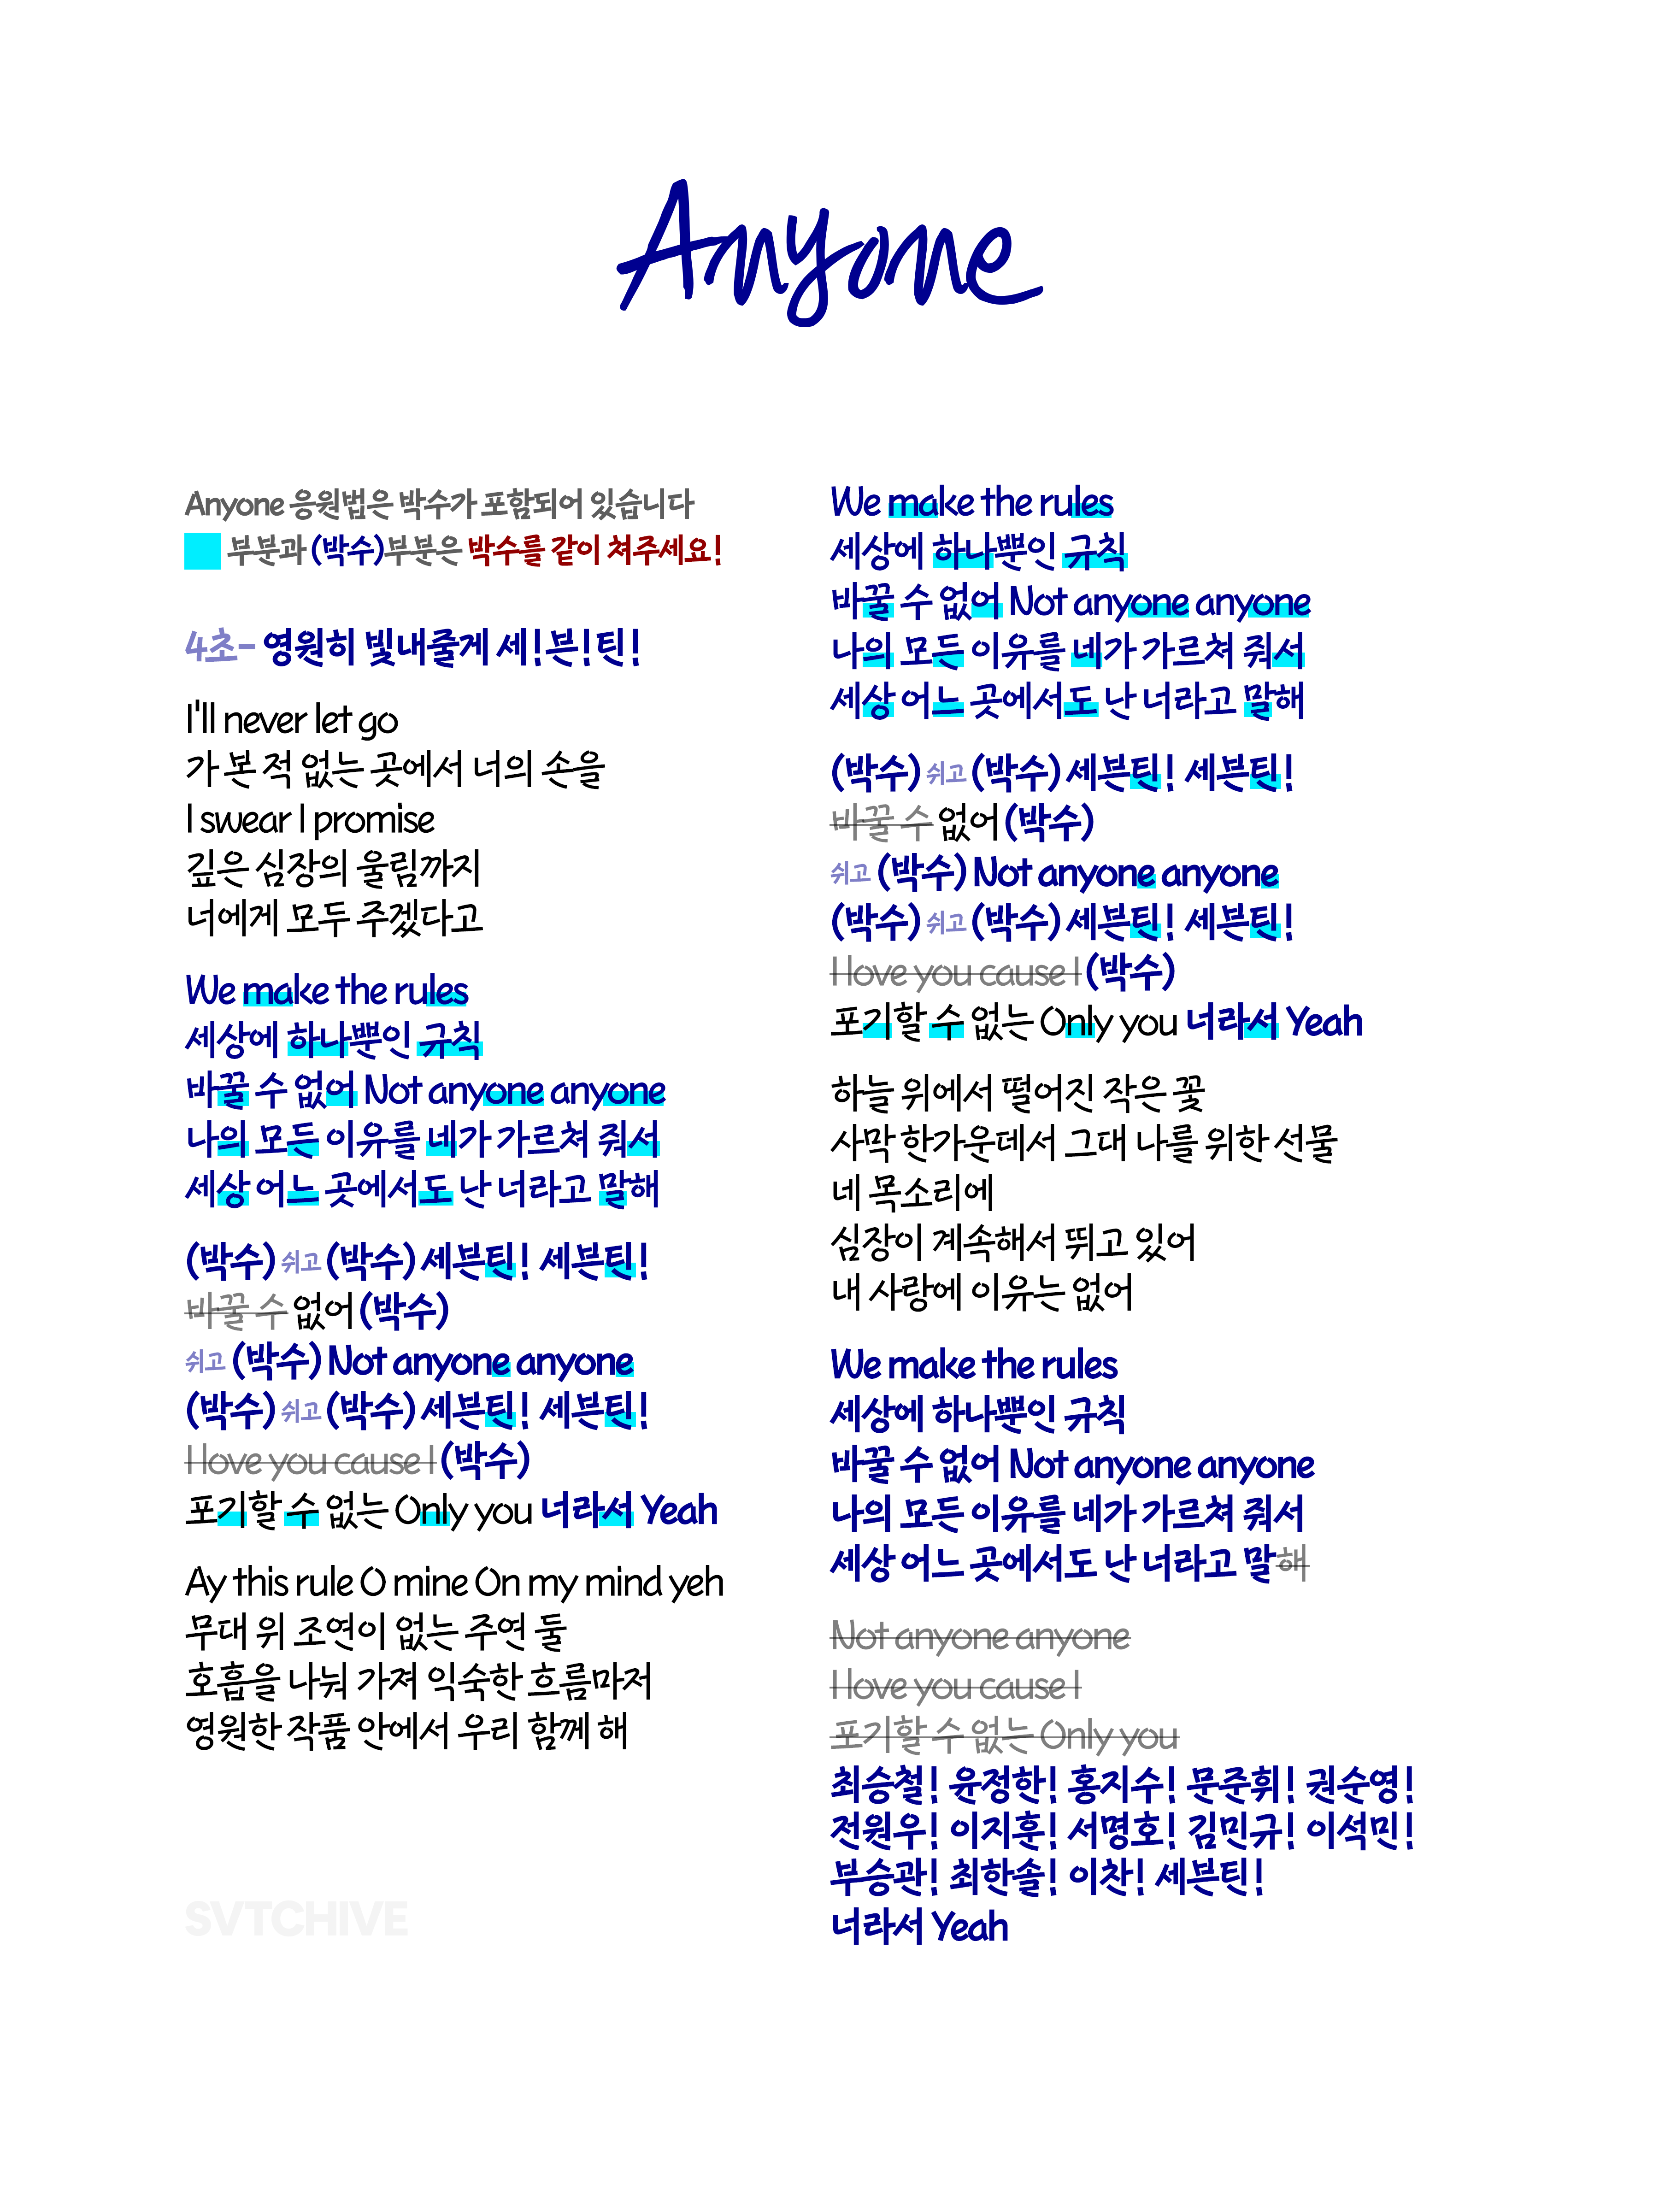 Anyone
Anyone 응원법은 박수가 포함되어 있습니다
부분과 (박수)부분은 박수를 같이 쳐주세요!
4초- 영원히 빛내줄게 세!븐!틴!
I'll never let go
가 본 적 없는 곳에서 너의 손을
I swear I promise
깊은 심장의 울림까지
너에게 모두 주겠다고
We make the rules
세상에 하나뿐인 규칙
바꿀 수 없어 Not anyone anyone
나의 모든 이유를 네가 가르쳐 줘서
세상 어느 곳에서도 난 너라고 말해
(박수) 쉬고 (박수) 세븐틴! 세븐틴!
바꿀 수 없어 (박수)
쉬고 (박수) Not anyone anyone
(박수) 쉬고 (박수) 세븐틴! 세븐틴!
I love you cause I (박수)
포기할 수 없는 Only you 너라서 Yeah
Ay this rule O mine On my mind yeh
무대 위 조연이 없는 주연 둘
호흡을 나눠 가져 익숙한 흐름마저
영원한 작품 안에서 우리 함께 해
SVTCHIVE
We make the rules
세상에 하나뿐인 규칙
바꿀 수 없어 Not anyone anyone
나의 모든 이유를 네가 가르쳐 줘서
세상 어느 곳에서도 난 너라고 말해
(박수) 쉬고 (박수) 세븐틴! 세븐틴!
바꿀 수 없어 (박수)
쉬고 (박수) Not anyone anyone
(박수) 쉬고 (박수) 세븐틴! 세븐틴!
I love you cause I (박수)
포기할 수 없는 Only you 너라서 Yeah
하늘 위에서 떨어진 작은 꽃
사막 한가운데서 그대 나를 위한 선물
네 목소리에
심장이 계속해서 뛰고 있어
내 사랑에 이유는 없어
We make the rules
세상에 하나뿐인 규칙
바꿀 수 없어 Not anyone anyone
나의 모든 이유를 네가 가르쳐 줘서
세상 어느 곳에서도 난 너라고 말해
Not anyone anyone
I love you cause I
포기할 수 없는 Only you
최승철! 윤정한! 홍지수! 문준휘! 권순영!
전원우! 이지훈! 서명호! 김민규! 이석민!
부승관! 최한솔! 이찬! 세븐틴!
너라서 Yeah